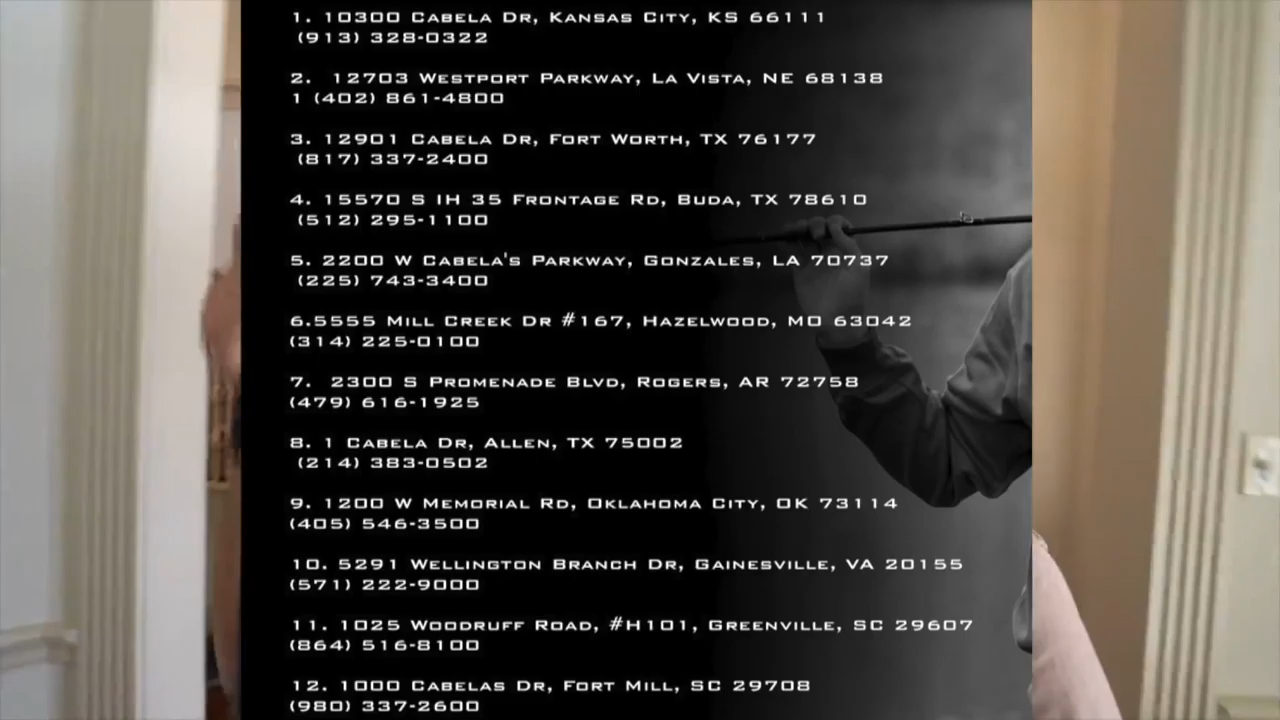 1. 10300 Cabela Dr, Kansas City, KS 66111
(913) 328-0322
2. 12703 Westport Parkway, La Vista, NE 68138
1 (402) 861-4800
3. 12901 Cabela Dr, Fort Worth, TX 76177
(817) 337-2400
4. 15570 S IH 35 Frontage Rd, Buda, TX 78610
(512) 295-1100
5. 2200 W Cabela's Parkway, Gonzales, LA 70737
(225) 743-3400
6.5555 Mill Creek Dr #167, Hazelwood, MO 63042
(314) 225-0100
7. 2300 S Promenade Blvd, Rogers, AR 72758
(479) 616-1925
8. 1 Cabela Dr, Allen, TX 75002
(214) 383-0502
9. 1200 W Memorial Rd, Oklahoma City, OK 73114
(405) 546-3500
10. 5291 Wellington Branch Dr, Gainesville, VA 20155
(571) 222-9000
11. 1025 Woodruff Road, #H101, Greenville, SC 29607
(864) 516-8100
12. 1000 Cabelas Dr, Fort Mill, SC 29708
(980) 337-2600